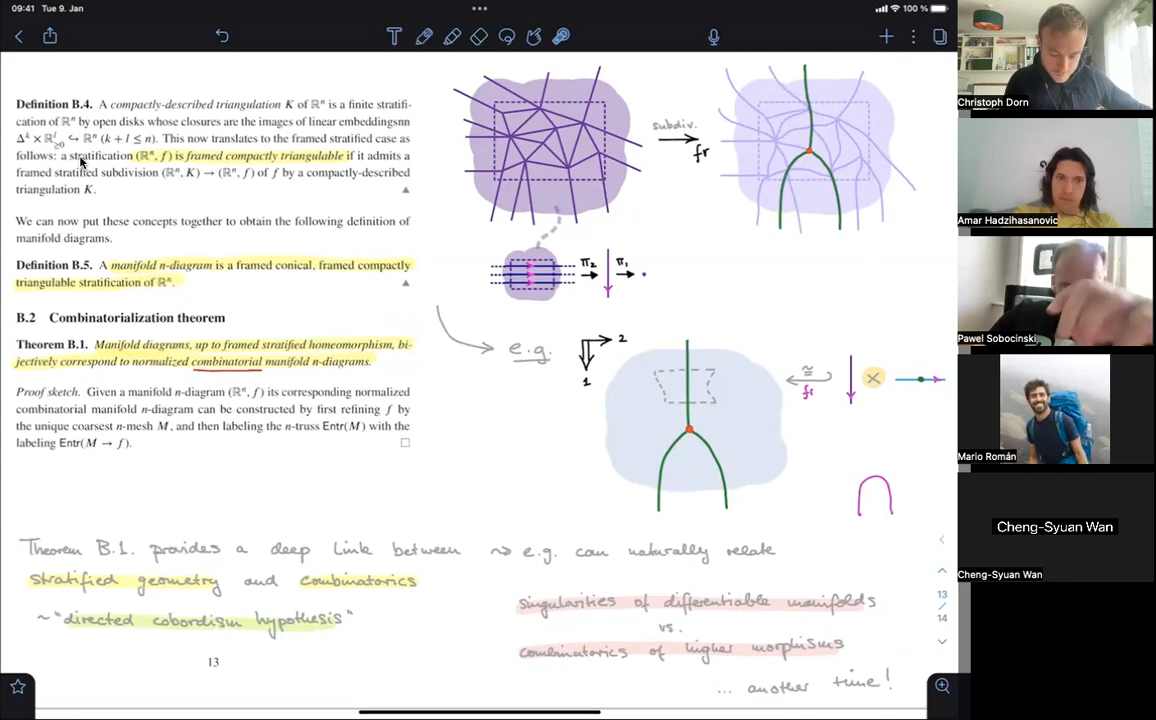 09:41 Tue 9. Jan
100 %
Definition B.4. A compactly-described triangulation K of ℝⁿ is a finite stratifi-
cation of ℝⁿ by open disks whose closures are the images of linear embeddingsnn
Δᵏ × ℝˡ≥0 ↪ ℝⁿ (k + l ≤ n). This now translates to the framed stratified case as
follows: a stratification (ℝⁿ, f) is framed compactly triangulable if it admits a
framed stratified subdivision (ℝⁿ, K) → (ℝⁿ, f) of f by a compactly-described
triangulation K. ▲
We can now put these concepts together to obtain the following definition of
manifold diagrams.
Definition B.5. A manifold n-diagram is a framed conical, framed compactly
triangulable stratification of ℝⁿ. ▲
B.2 Combinatorialization theorem
Theorem B.1. Manifold diagrams, up to framed stratified homeomorphism, bi-
jectively correspond to normalized combinatorial manifold n-diagrams.
Proof sketch. Given a manifold n-diagram (ℝⁿ, f) its corresponding normalized
combinatorial manifold n-diagram can be constructed by first refining f by
the unique coarsest n-mesh M, and then labeling the n-truss Entr(M) with the
labeling Entr(M → f). □
subdiv.
→
fr
π₂ π₁
→ →
e.g.
2
1
≅
fr
×
Theorem B.1. provides a deep link between
stratified geometry and combinatorics
~ "directed cobordism hypothesis"
⇝ e.g. can naturally relate
singularities of differentiable manifolds
vs.
combinatorics of higher morphisms
... another time!
13
13
/
14
Christoph Dorn
Amar Hadzihasanovic
Pawel Sobocinski
Mario Román
Cheng-Syuan Wan
Cheng-Syuan Wan